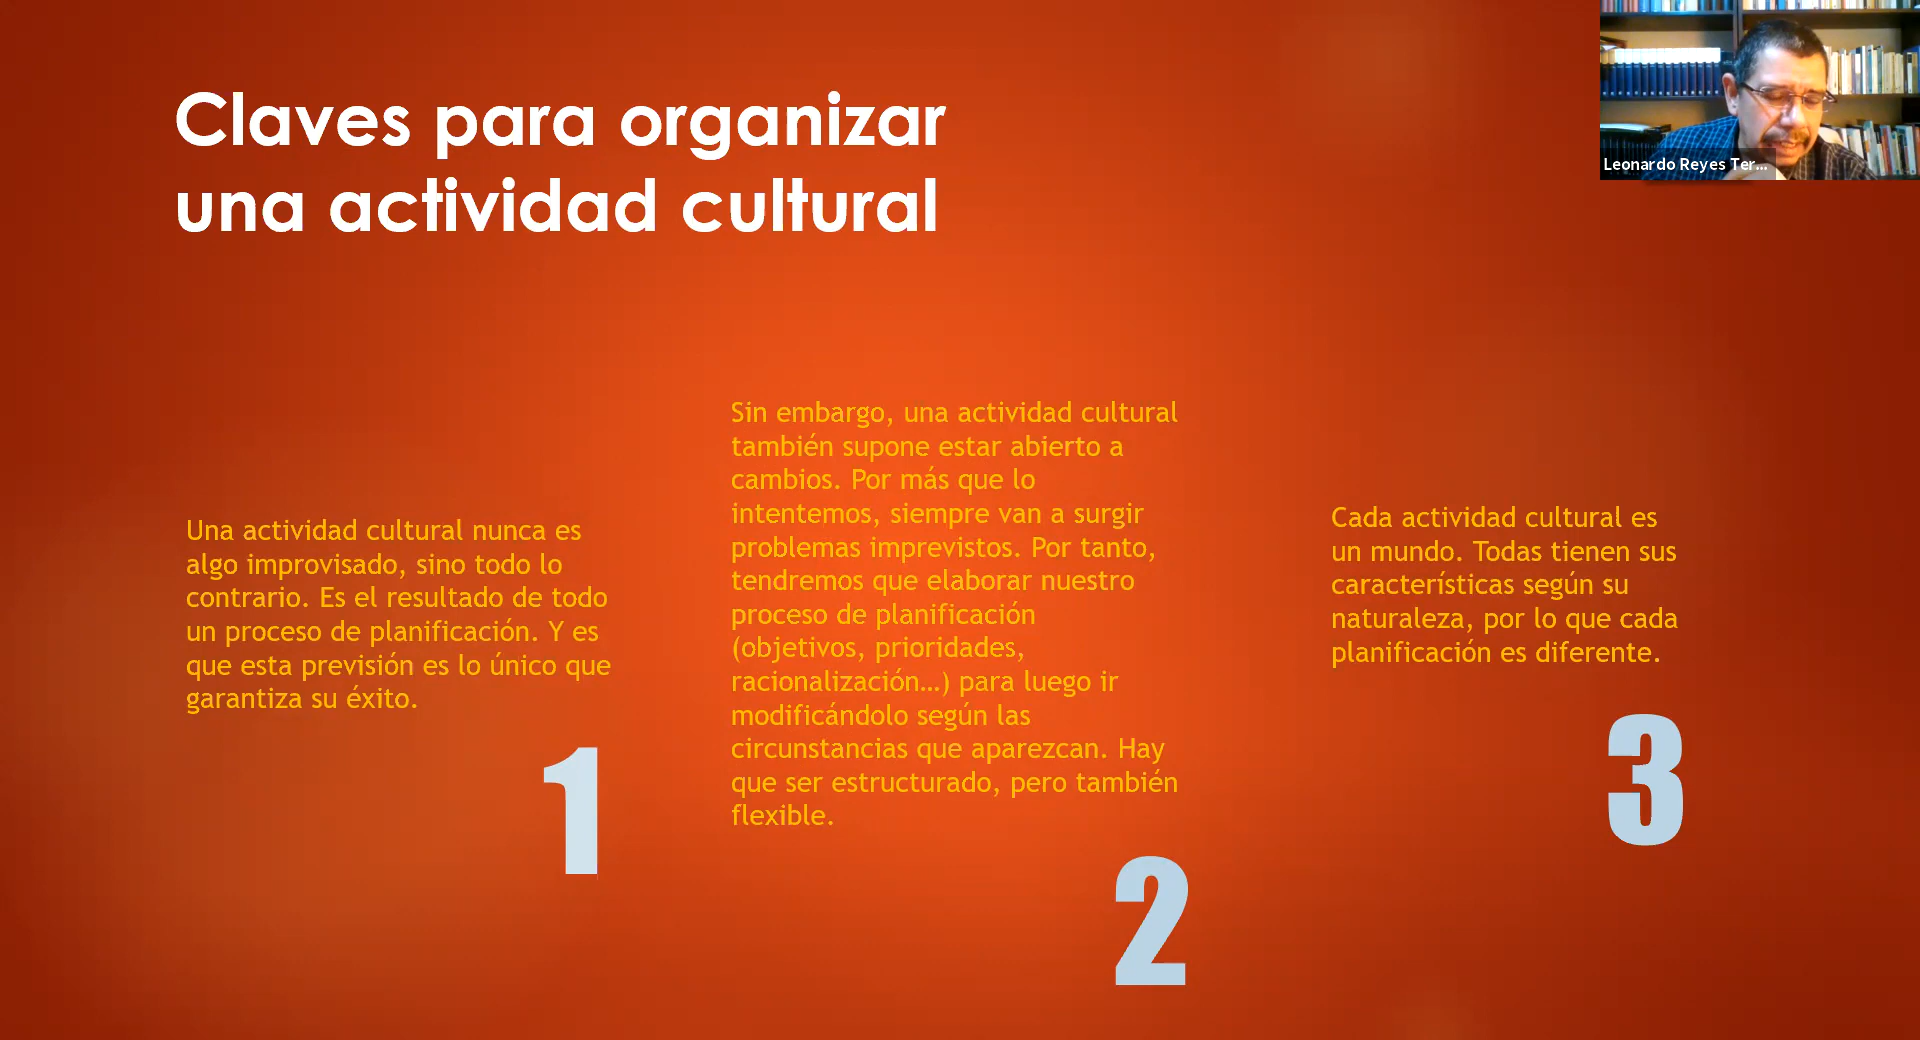 Claves para organizar
una actividad cultural
Leonardo Reyes Ter...
Una actividad cultural nunca es
algo improvisado, sino todo lo
contrario. Es el resultado de todo
un proceso de planificación. Y es
que esta previsión es lo único que
garantiza su éxito.
1
Sin embargo, una actividad cultural
también supone estar abierto a
cambios. Por más que lo
intentemos, siempre van a surgir
problemas imprevistos. Por tanto,
tendremos que elaborar nuestro
proceso de planificación
(objetivos, prioridades,
racionalización...) para luego ir
modificándolo según las
circunstancias que aparezcan. Hay
que ser estructurado, pero también
flexible.
2
Cada actividad cultural es
un mundo. Todas tienen sus
características según su
naturaleza, por lo que cada
planificación es diferente.
3